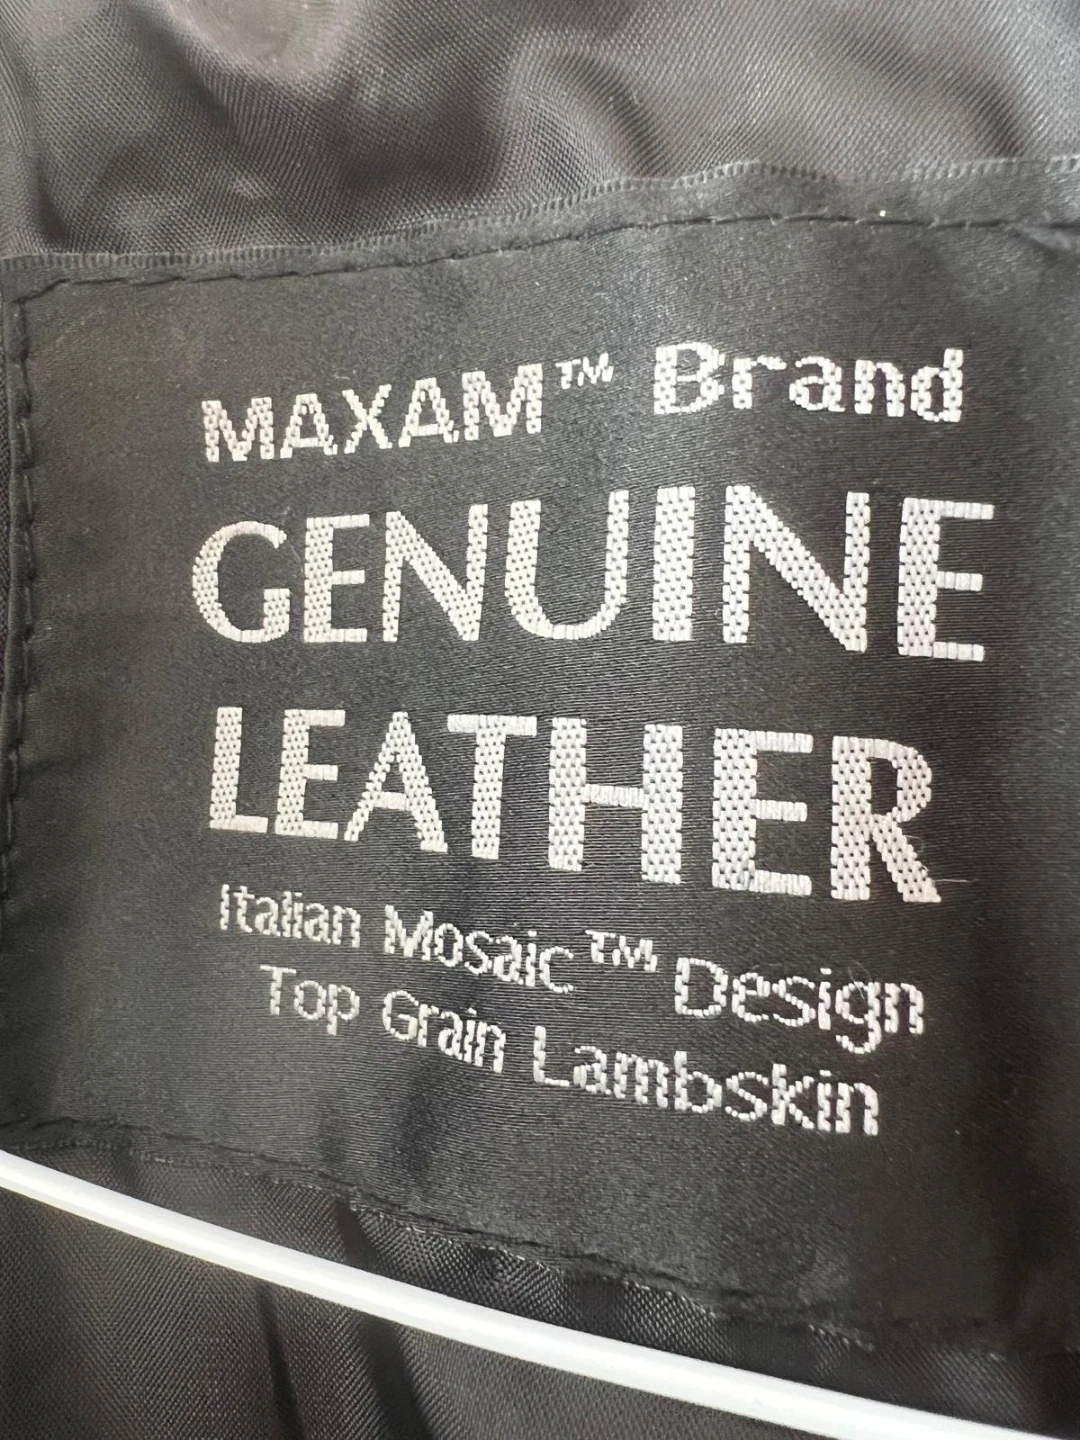 MAXAM™ Brand
GENUINE
LEATHER
Italian Mosaic™ Design
Top Grain Lambskin